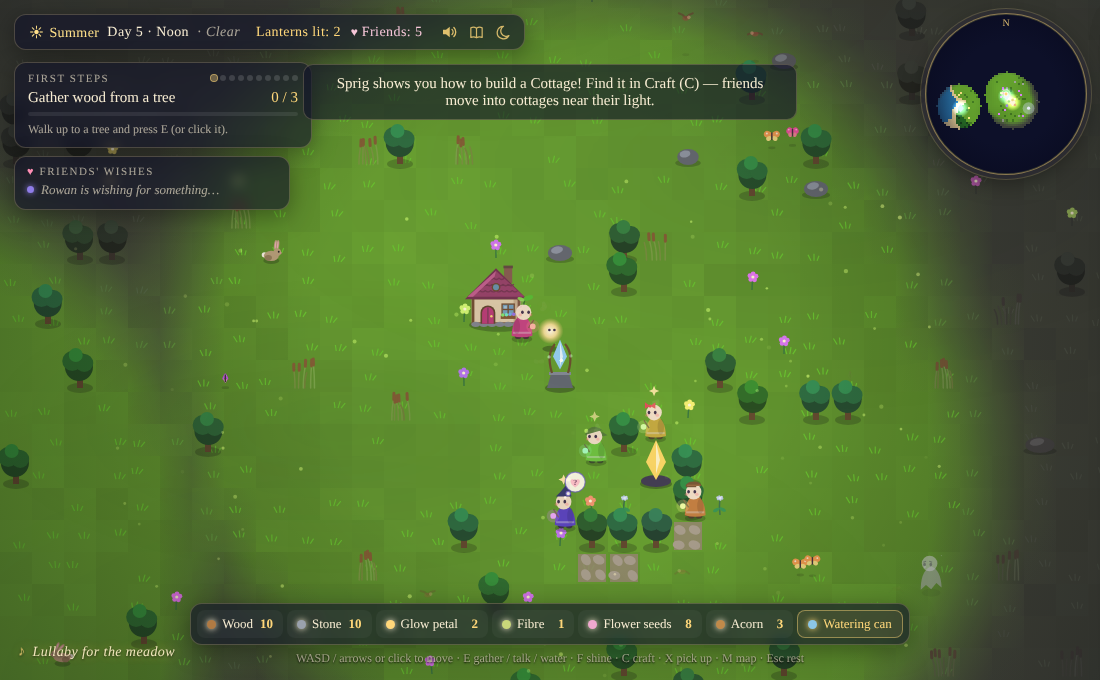 Summer Day 5 · Noon · Clear Lanterns lit: 2 ♥ Friends: 5
N
FIRST STEPS
Gather wood from a tree 0 / 3
Walk up to a tree and press E (or click it).
Sprig shows you how to build a Cottage! Find it in Craft (C) — friends
move into cottages near their light.
♥ FRIENDS' WISHES
Rowan is wishing for something…
Wood 10 Stone 10 Glow petal 2 Fibre 1 Flower seeds 8 Acorn 3 Watering can
♪ Lullaby for the meadow
WASD / arrows or click to move · E gather / talk / water · F shine · C craft · X pick up · M map · Esc rest